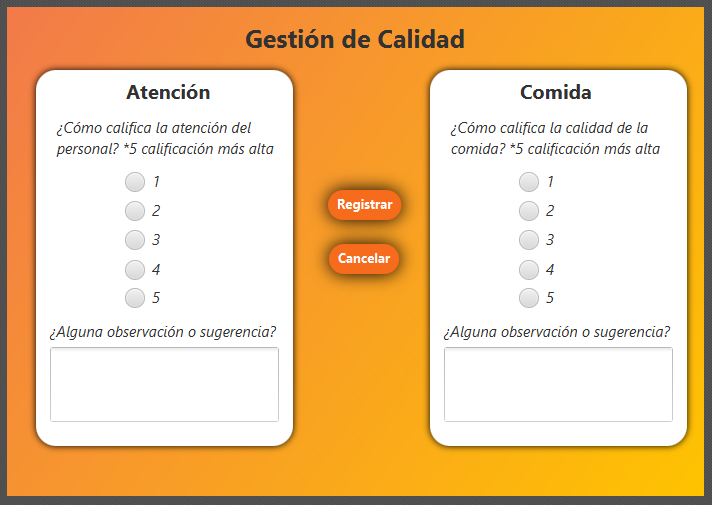 Gestión de Calidad
Atención
¿Cómo califica la atención del
personal? *5 calificación más alta
1
2
3
4
5
¿Alguna observación o sugerencia?
Registrar
Cancelar
Comida
¿Cómo califica la calidad de la
comida? *5 calificación más alta
1
2
3
4
5
¿Alguna observación o sugerencia?